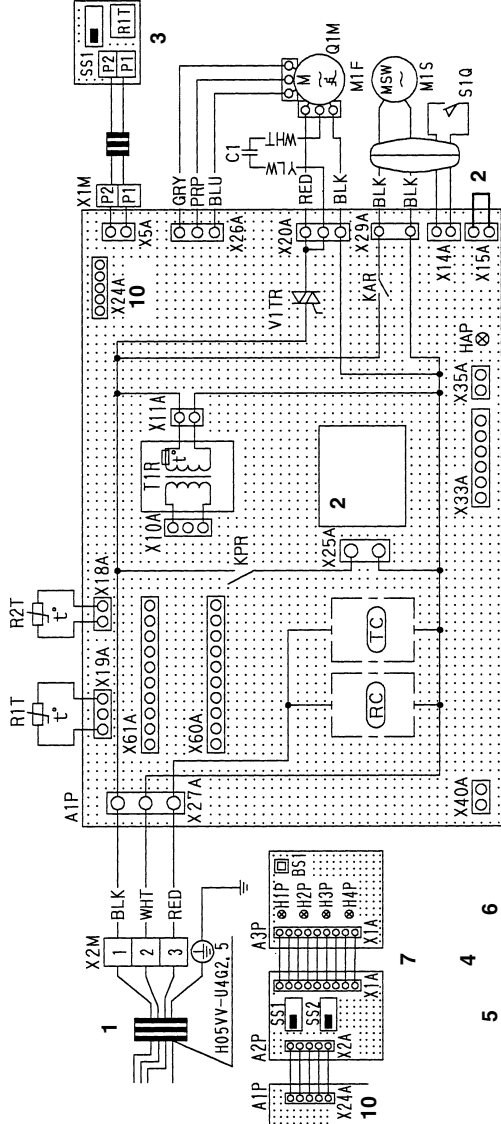 3
SS1
R1T
P2
P1
X1M
P2
P1
X5A
X24A
10
GRY
PRP
BLU
X26A
Q1M
M
~
M1F
C1
WHT
YLW
RED
BLK
X20A
V1TR
MSW
~
M1S
BLK
BLK
X29A
KAR
S1Q
X14A
2
X15A
HAP
X35A
X33A
X11A
T1R
t°
X10A
2
X25A
KPR
R2T
t°
X18A
R1T
t°
X19A
X61A
X60A
TC
RC
A1P
X27A
X40A
BLK
WHT
RED
X2M
1
2
3
1
H05VV-U4G2,5
A3P
BS1
H1P
H2P
H3P
H4P
X1A
A2P
X1A
SS1
SS2
X2A
A1P
X24A
10
7
6
4
5